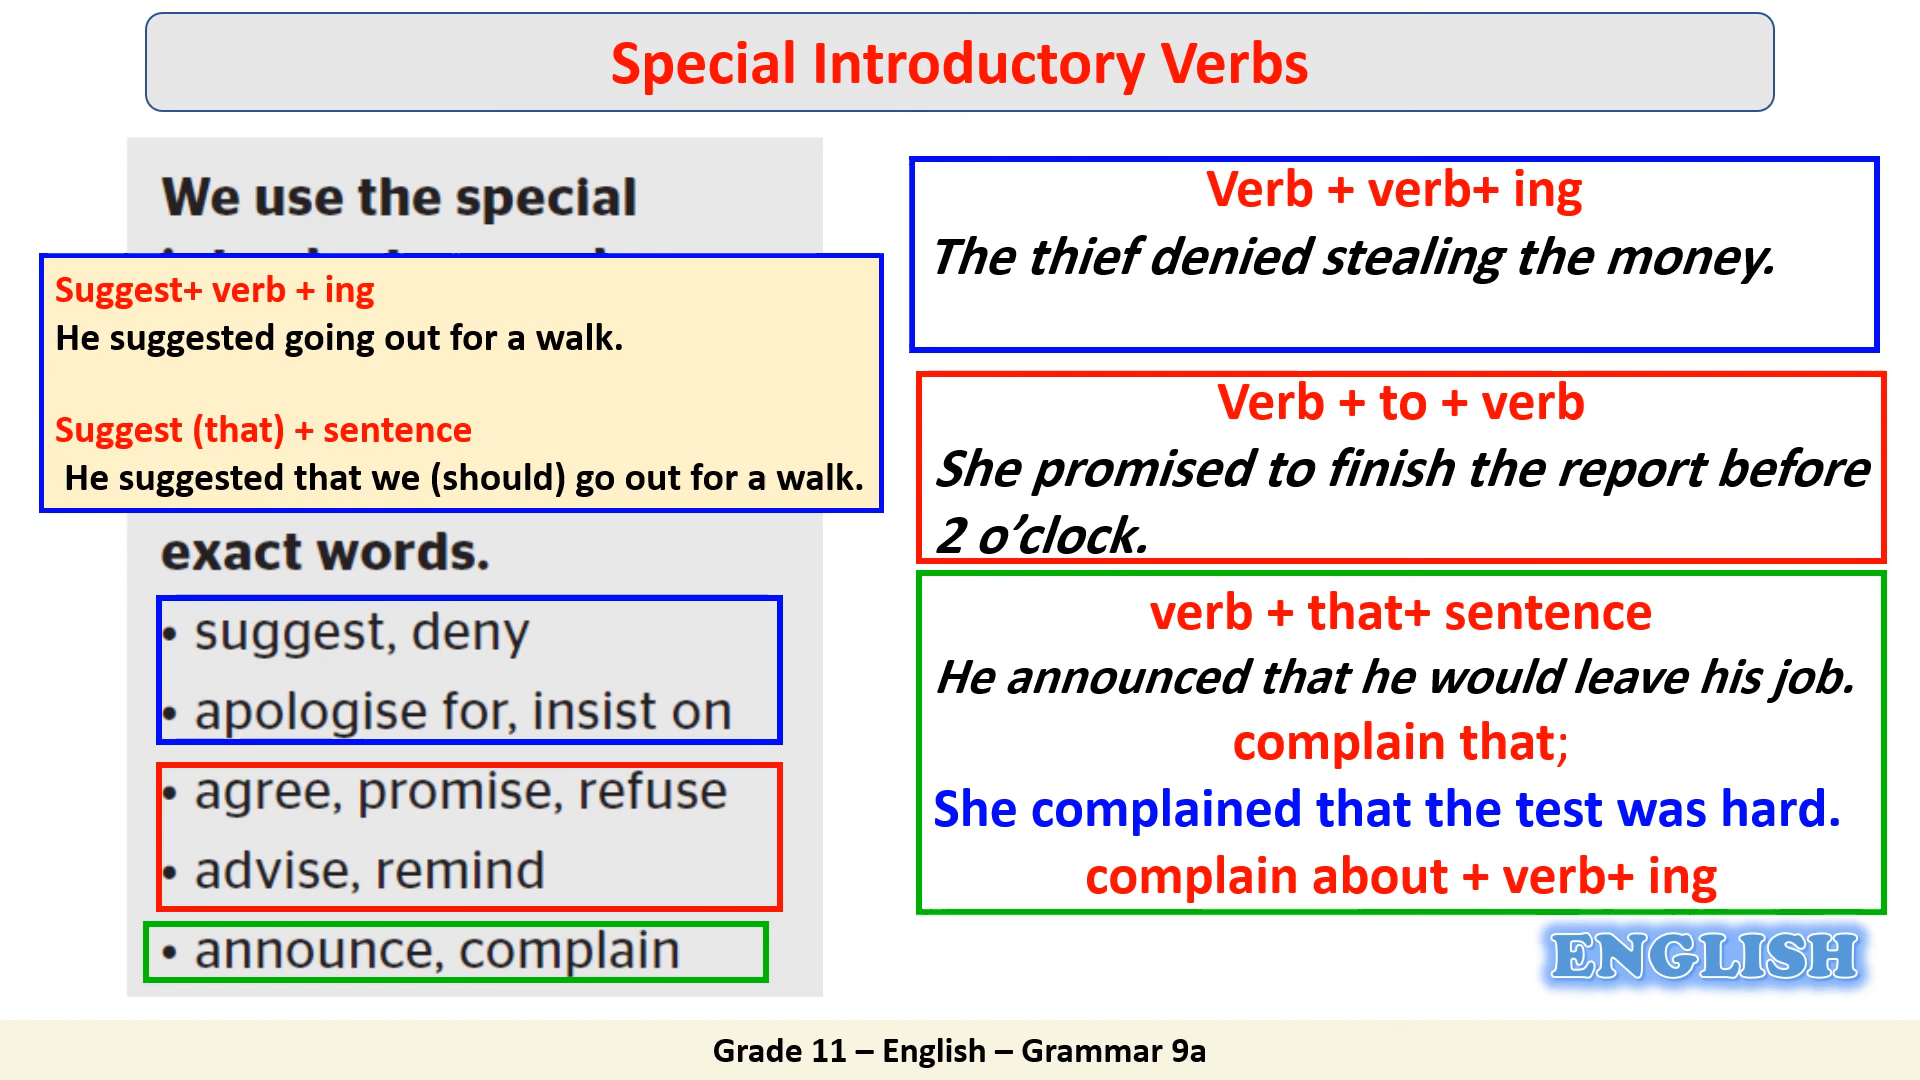 Special Introductory Verbs
We use the special
Suggest+ verb + ing
He suggested going out for a walk.
Suggest (that) + sentence
He suggested that we (should) go out for a walk.
exact words.
• suggest, deny
• apologise for, insist on
• agree, promise, refuse
• advise, remind
• announce, complain
Verb + verb+ ing
The thief denied stealing the money.
Verb + to + verb
She promised to finish the report before
2 o’clock.
verb + that+ sentence
He announced that he would leave his job.
complain that;
She complained that the test was hard.
complain about + verb+ ing
ENGLISH
Grade 11 – English – Grammar 9a